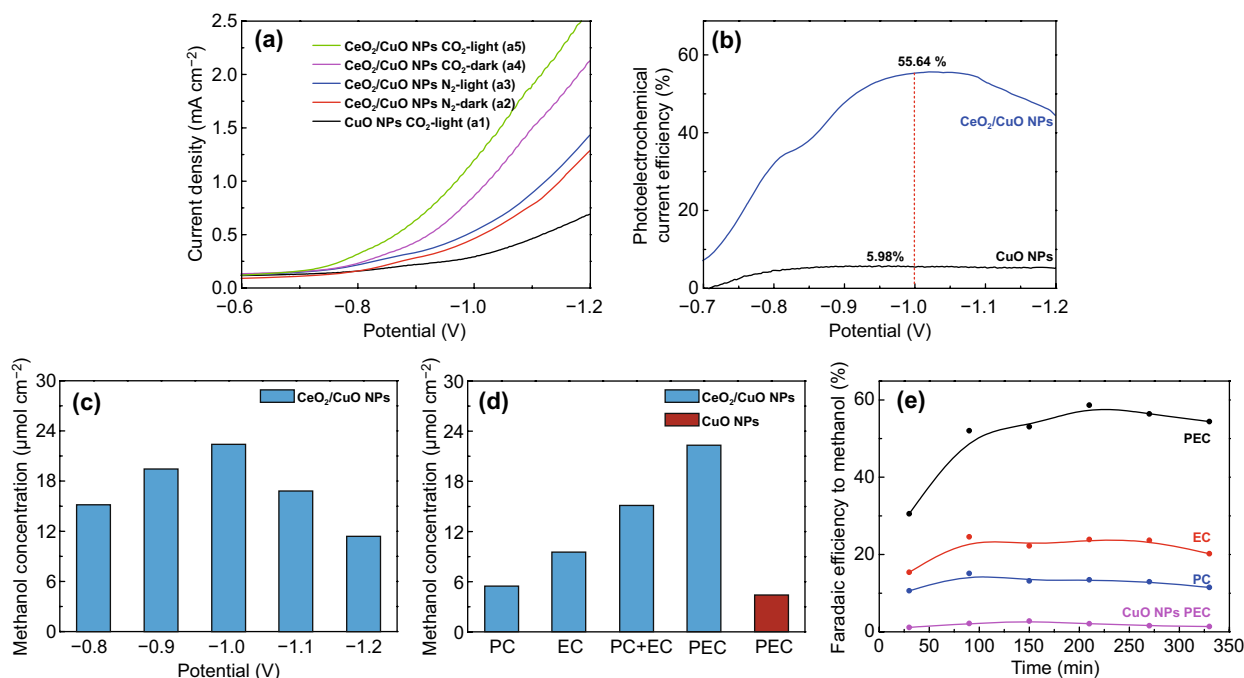 (a)
Current density (mA cm⁻²)
2.5
2.0
1.5
1.0
0.5
0
CeO₂/CuO NPs CO₂-light (a5)
CeO₂/CuO NPs CO₂-dark (a4)
CeO₂/CuO NPs N₂-light (a3)
CeO₂/CuO NPs N₂-dark (a2)
CuO NPs CO₂-light (a1)
−0.6 −0.8 −1.0 −1.2
Potential (V)
(b)
Photoelectrochemical
current efficiency (%)
60
40
20
0
55.64 %
CeO₂/CuO NPs
5.98%
CuO NPs
−0.7 −0.8 −0.9 −1.0 −1.1 −1.2
Potential (V)
(c)
Methanol concentration (µmol cm⁻²)
30
24
18
12
6
0
CeO₂/CuO NPs
−0.8 −0.9 −1.0 −1.1 −1.2
Potential (V)
(d)
Methanol concentration (µmol cm⁻²)
30
24
18
12
6
0
CeO₂/CuO NPs
CuO NPs
PC EC PC+EC PEC PEC
(e)
Faradaic efficiency to methanol (%)
60
40
20
0
PEC
EC
PC
CuO NPs PEC
0 50 100 150 200 250 300 350
Time (min)